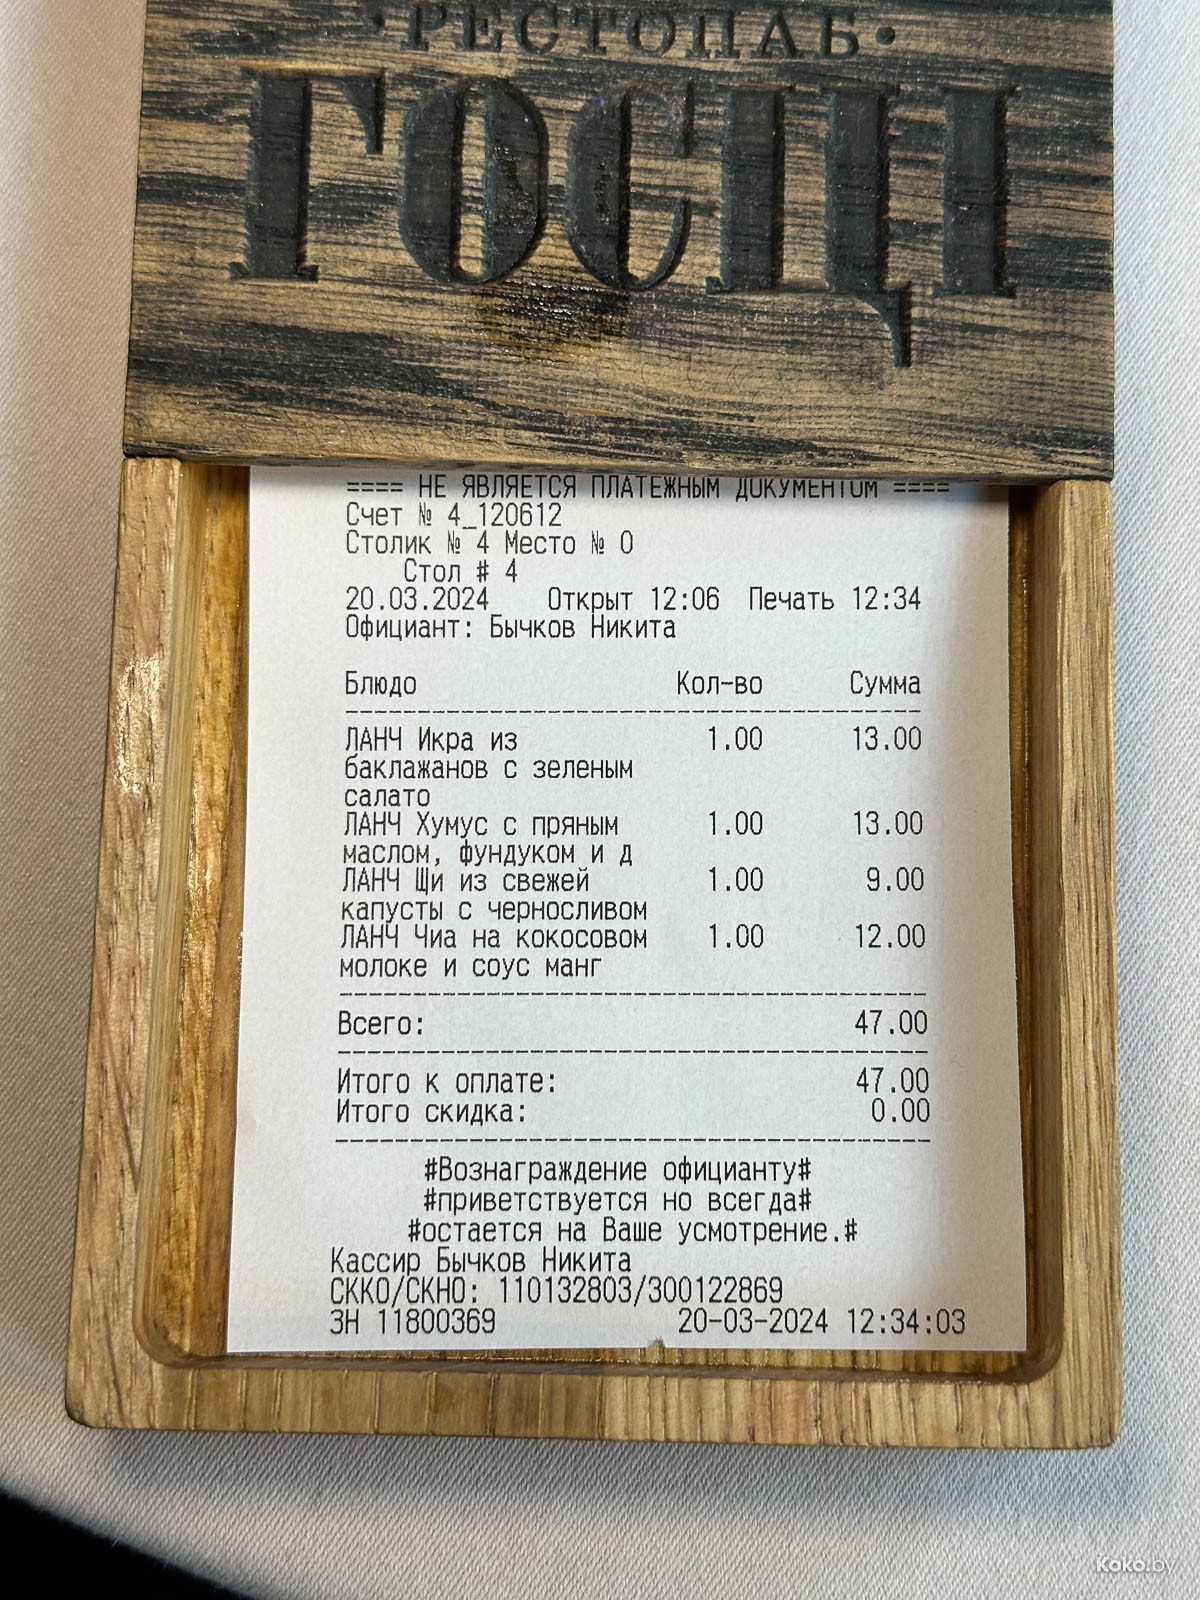 ·РЕСТОПАБ·
ГОСЦІ
==== НЕ ЯВЛЯЕТСЯ ПЛАТЕЖНЫМ ДОКУМЕНТОМ ====
Счет № 4_120612
Столик № 4 Место № 0
Стол # 4
20.03.2024 Открыт 12:06 Печать 12:34
Официант: Бычков Никита
Блюдо Кол-во Сумма
ЛАНЧ Икра из 1.00 13.00
баклажанов с зеленым
салато
ЛАНЧ Хумус с пряным 1.00 13.00
маслом, фундуком и д
ЛАНЧ Щи из свежей 1.00 9.00
капусты с черносливом
ЛАНЧ Чиа на кокосовом 1.00 12.00
молоке и соус манг
Всего: 47.00
Итого к оплате: 47.00
Итого скидка: 0.00
#Вознаграждение официанту#
#приветствуется но всегда#
#остается на Ваше усмотрение.#
Кассир Бычков Никита
СККО/СКНО: 110132803/300122869
ЗН 11800369 20-03-2024 12:34:03
Koko.by